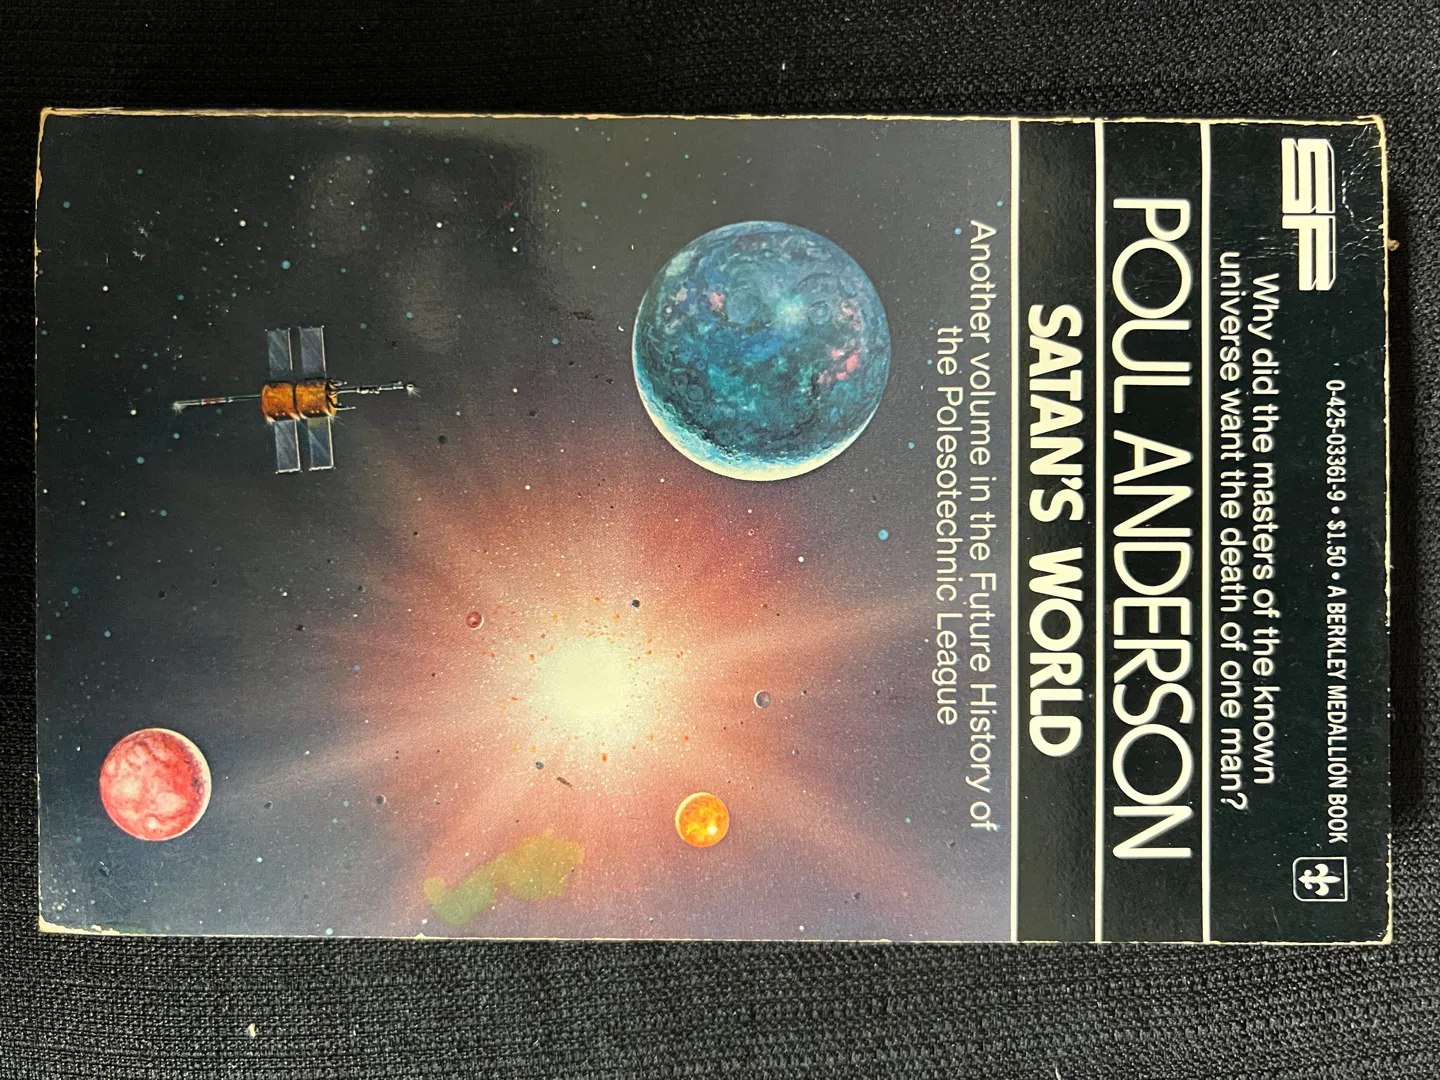 SF
0-425-03361-9 • $1.50 • A BERKLEY MEDALLION BOOK
Why did the masters of the known
universe want the death of one man?
POUL ANDERSON
SATAN'S WORLD
Another volume in the Future History of
the Polesotechnic League